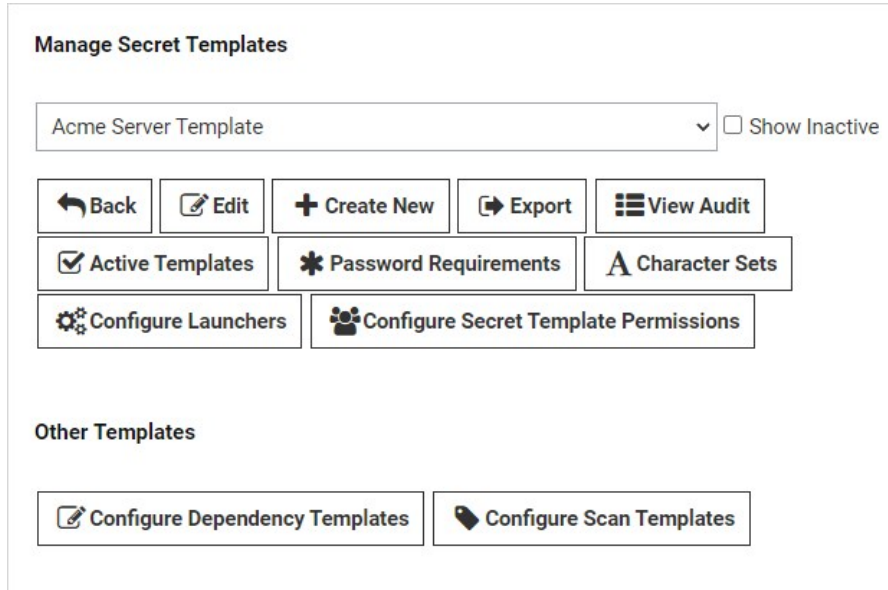 Manage Secret Templates
Acme Server Template Show Inactive
Back Edit Create New Export View Audit
Active Templates Password Requirements Character Sets
Configure Launchers Configure Secret Template Permissions
Other Templates
Configure Dependency Templates Configure Scan Templates